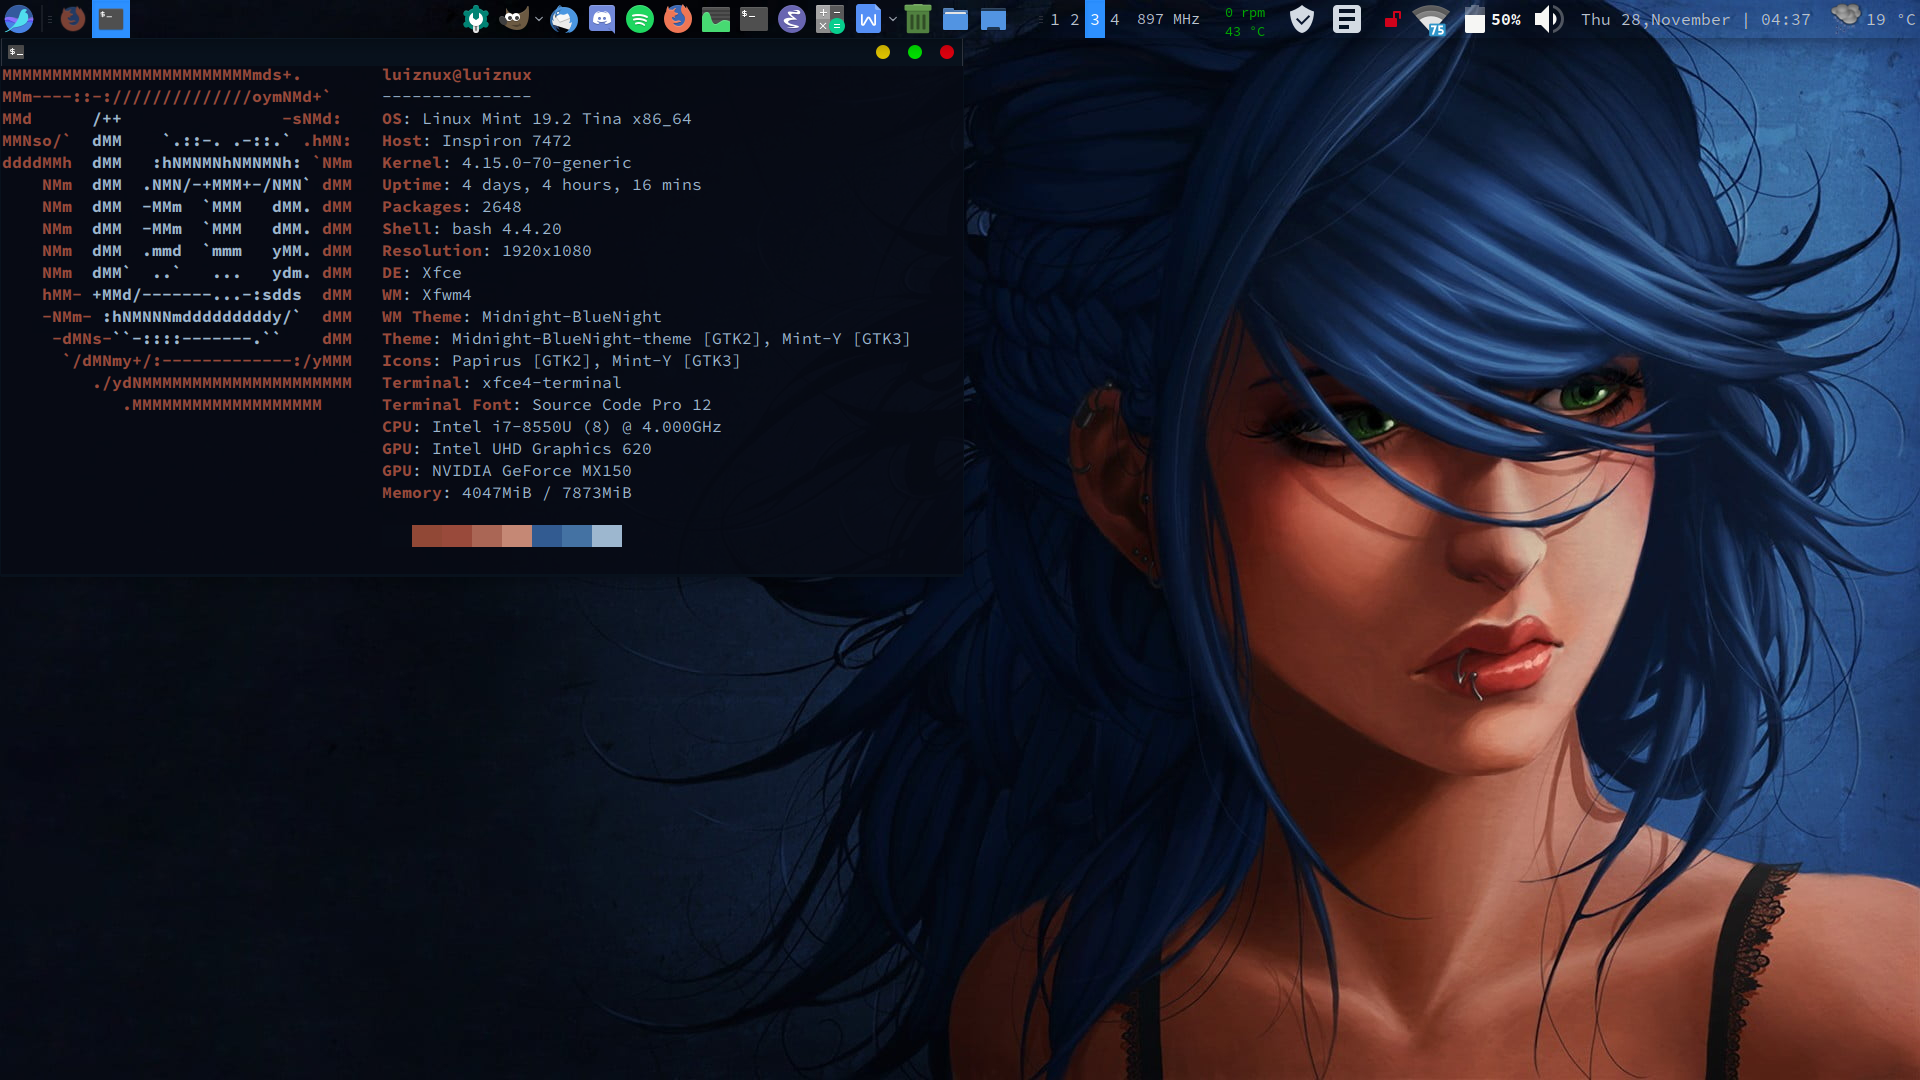 1 2 3 4 897 MHz 0 rpm 43 °C 75 50% Thu 28,November | 04:37 19 °C
MMMMMMMMMMMMMMMMMMMMMMMMMmds+. luiznux@luiznux
MMm----::-://////////////oymNMd+` ---------------
MMd /++ -sNMd: OS: Linux Mint 19.2 Tina x86_64
MMNso/` dMM `.::-. .-::.` .hMN: Host: Inspiron 7472
ddddMMh dMM :hNMNMNhNMNMNh: `NMm Kernel: 4.15.0-70-generic
NMm dMM .NMN/-+MMM+-/NMN` dMM Uptime: 4 days, 4 hours, 16 mins
NMm dMM -MMm `MMM dMM. dMM Packages: 2648
NMm dMM -MMm `MMM dMM. dMM Shell: bash 4.4.20
NMm dMM .mmd `mmm yMM. dMM Resolution: 1920x1080
NMm dMM` ..` ... ydm. dMM DE: Xfce
hMM- +MMd/-------...-:sdds dMM WM: Xfwm4
-NMm- :hNMNNNmdddddddddy/` dMM WM Theme: Midnight-BlueNight
-dMNs-``-::::-------.`` dMM Theme: Midnight-BlueNight-theme [GTK2], Mint-Y [GTK3]
`/dMNmy+/:-------------:/yMMM Icons: Papirus [GTK2], Mint-Y [GTK3]
./ydNMMMMMMMMMMMMMMMMMMMMM Terminal: xfce4-terminal
.MMMMMMMMMMMMMMMMMMM Terminal Font: Source Code Pro 12
CPU: Intel i7-8550U (8) @ 4.000GHz
GPU: Intel UHD Graphics 620
GPU: NVIDIA GeForce MX150
Memory: 4047MiB / 7873MiB